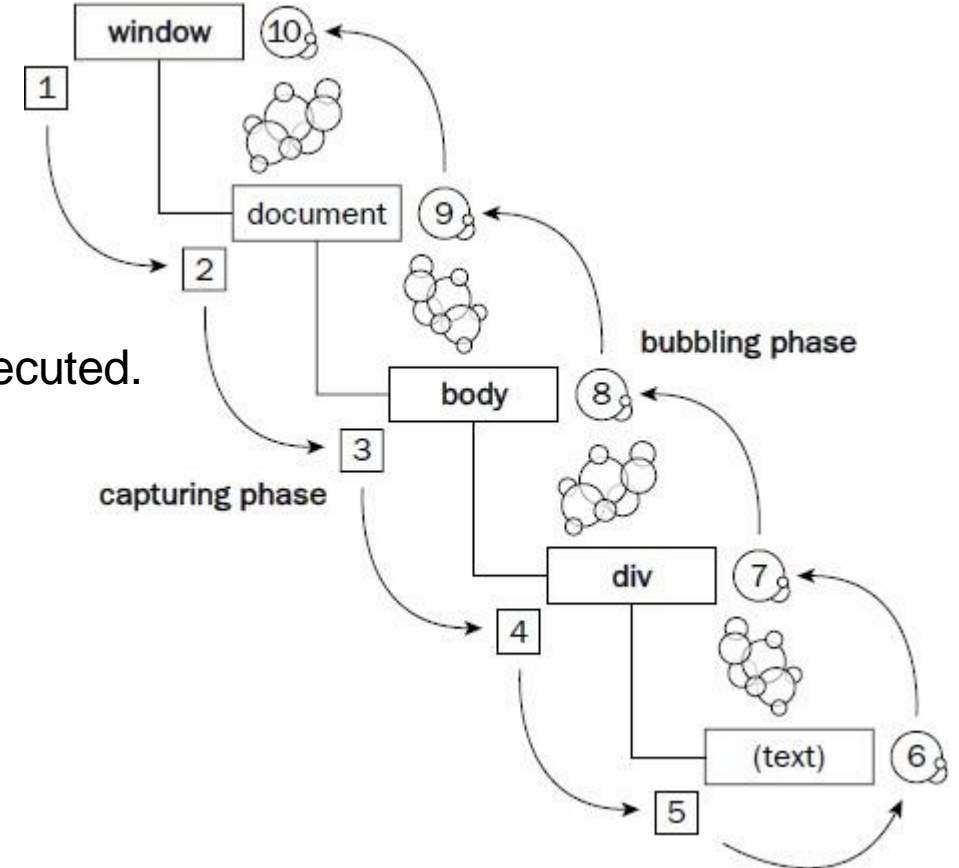 window 10
1
document 9
2
ecuted.
bubbling phase
body 8
3
capturing phase
div 7
4
(text) 6
5